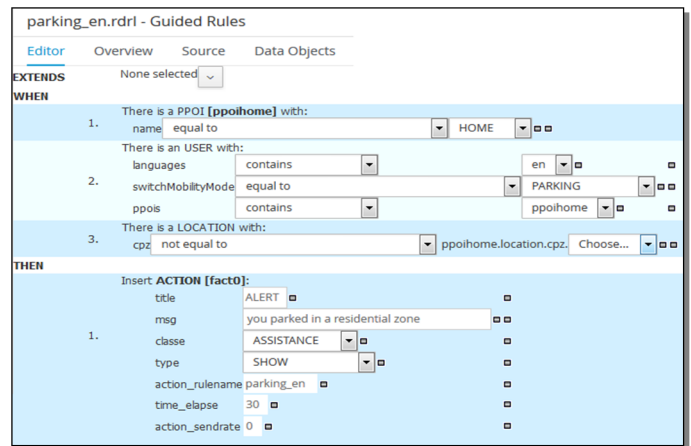 parking_en.rdrl - Guided Rules
Editor Overview Source Data Objects
EXTENDS None selected
WHEN
There is a PPOI [ppoihome] with:
1. name equal to HOME
There is an USER with:
languages contains en
2. switchMobilityMode equal to PARKING
ppois contains ppoihome
There is a LOCATION with:
3. cpz not equal to ppoihome.location.cpz. Choose...
THEN
Insert ACTION [fact0]:
title ALERT
msg you parked in a residential zone
1. classe ASSISTANCE
type SHOW
action_rulename parking_en
time_elapse 30
action_sendrate 0